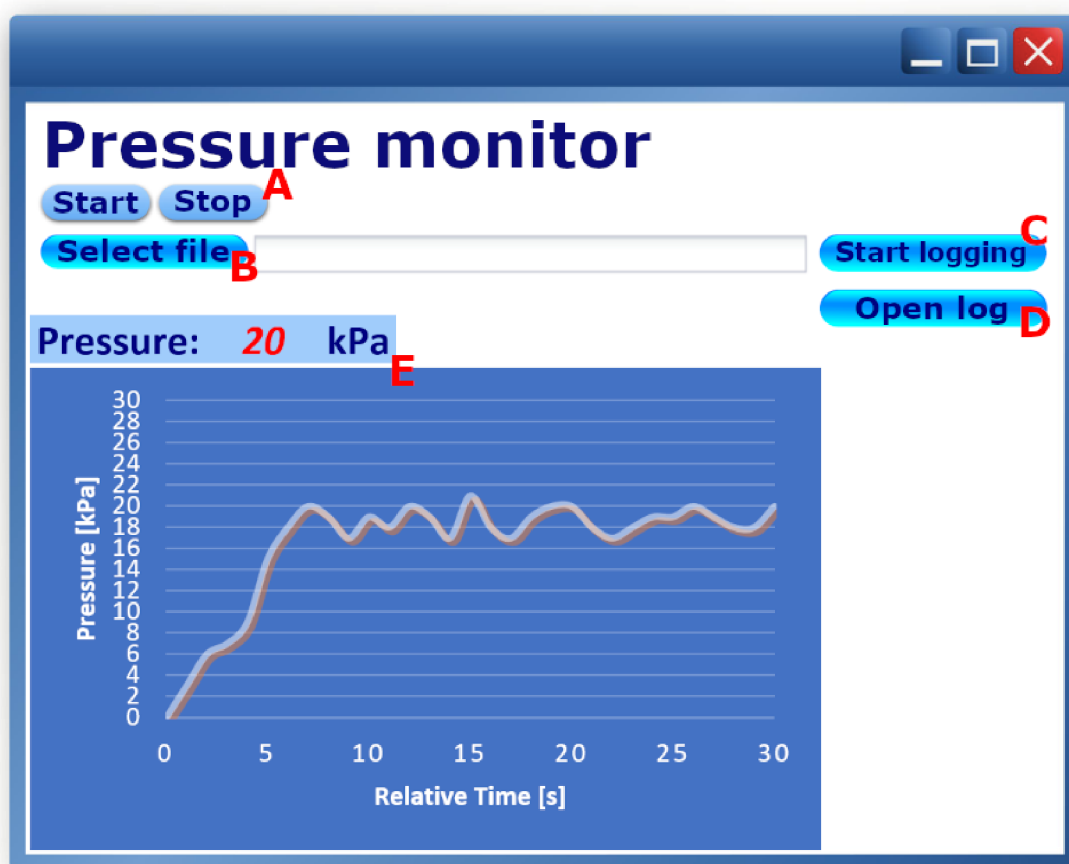 Pressure monitor
Start Stop A
Select file B Start logging C
Open log D
Pressure: 20 kPa E
30
28
26
24
22
20
18
16
14
12
10
8
6
4
2
0
Pressure [kPa]
0 5 10 15 20 25 30
Relative Time [s]